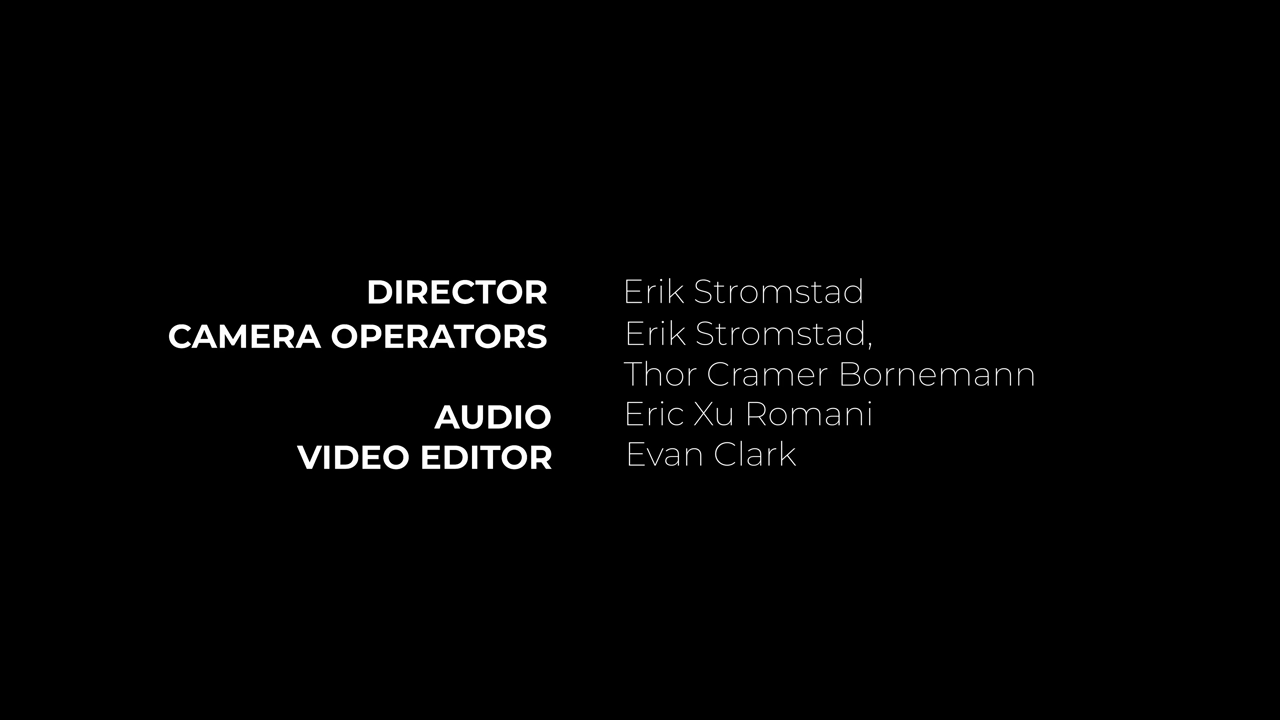 DIRECTOR Erik Stromstad
CAMERA OPERATORS Erik Stromstad,
Thor Cramer Bornemann
AUDIO Eric Xu Romani
VIDEO EDITOR Evan Clark